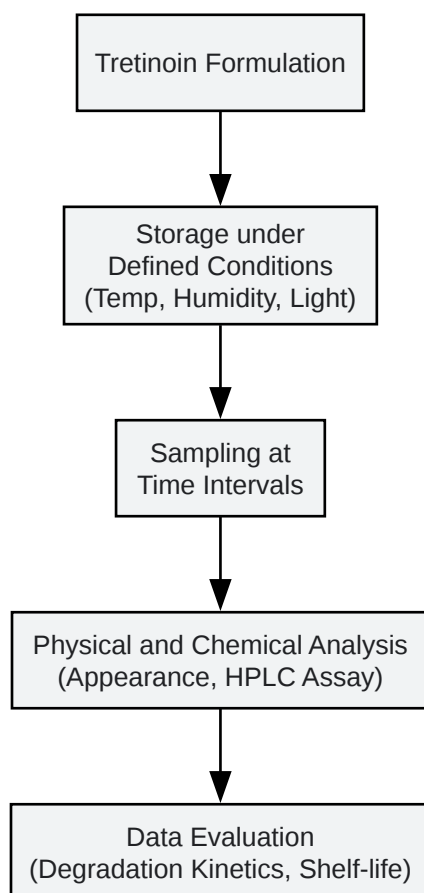 Tretinoin Formulation
Storage under
Defined Conditions
(Temp, Humidity, Light)
Sampling at
Time Intervals
Physical and Chemical Analysis
(Appearance, HPLC Assay)
Data Evaluation
(Degradation Kinetics, Shelf-life)